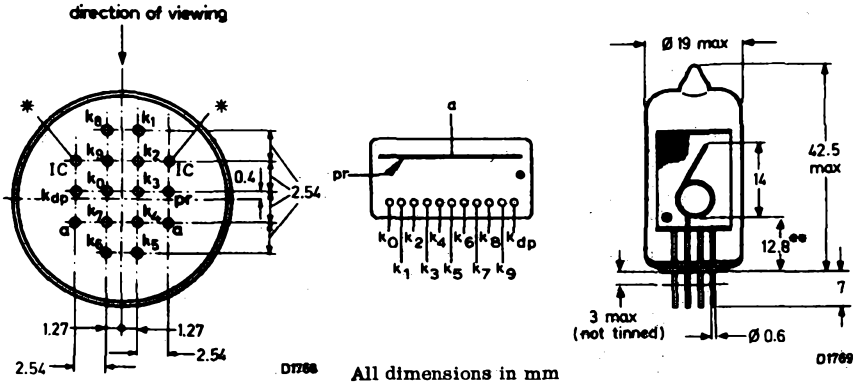 direction of viewing
* *
k8 k1
k9 k2
IC IC
0.4
k0 k3
2.54
kdp pr
k7 k4
a a
k6 k5
1.27 1.27
2.54 2.54
D1768
a
pr
k0 k2 k4 k6 k8 kdp
k1 k3 k5 k7 k9
Ø 19 max
42.5
max
14
12.8
7
3 max
(not tinned)
Ø 0.6
D1769
All dimensions in mm